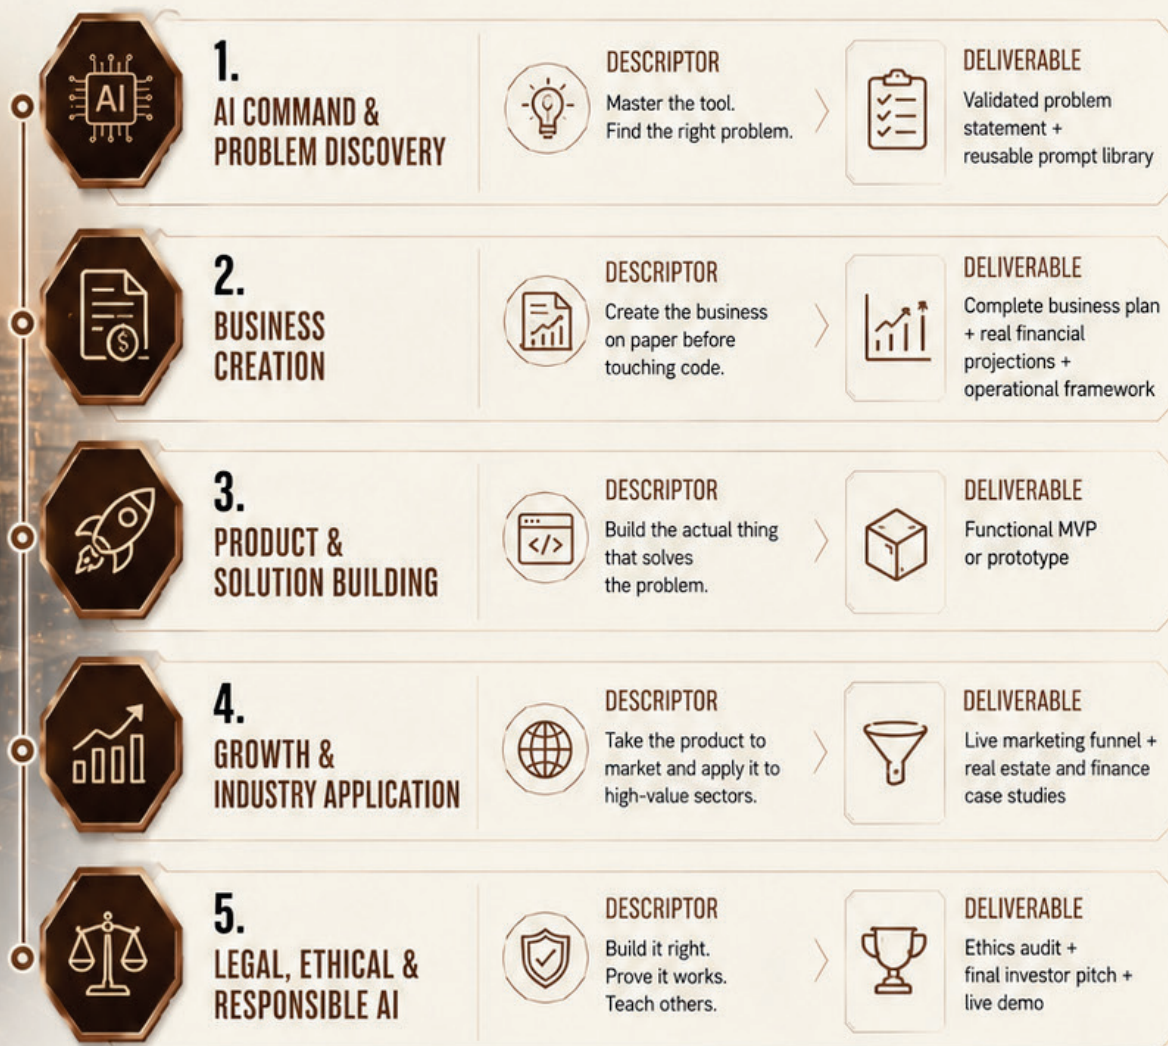 AI
1.
AI COMMAND &
PROBLEM DISCOVERY
DESCRIPTOR
Master the tool.
Find the right problem.
DELIVERABLE
Validated problem
statement +
reusable prompt library
$
2.
BUSINESS
CREATION
DESCRIPTOR
Create the business
on paper before
touching code.
DELIVERABLE
Complete business plan
+ real financial
projections +
operational framework
3.
PRODUCT &
SOLUTION BUILDING
</>
DESCRIPTOR
Build the actual thing
that solves
the problem.
DELIVERABLE
Functional MVP
or prototype
4.
GROWTH &
INDUSTRY APPLICATION
DESCRIPTOR
Take the product to
market and apply it to
high-value sectors.
DELIVERABLE
Live marketing funnel +
real estate and finance
case studies
5.
LEGAL, ETHICAL &
RESPONSIBLE AI
DESCRIPTOR
Build it right.
Prove it works.
Teach others.
DELIVERABLE
Ethics audit +
final investor pitch +
live demo